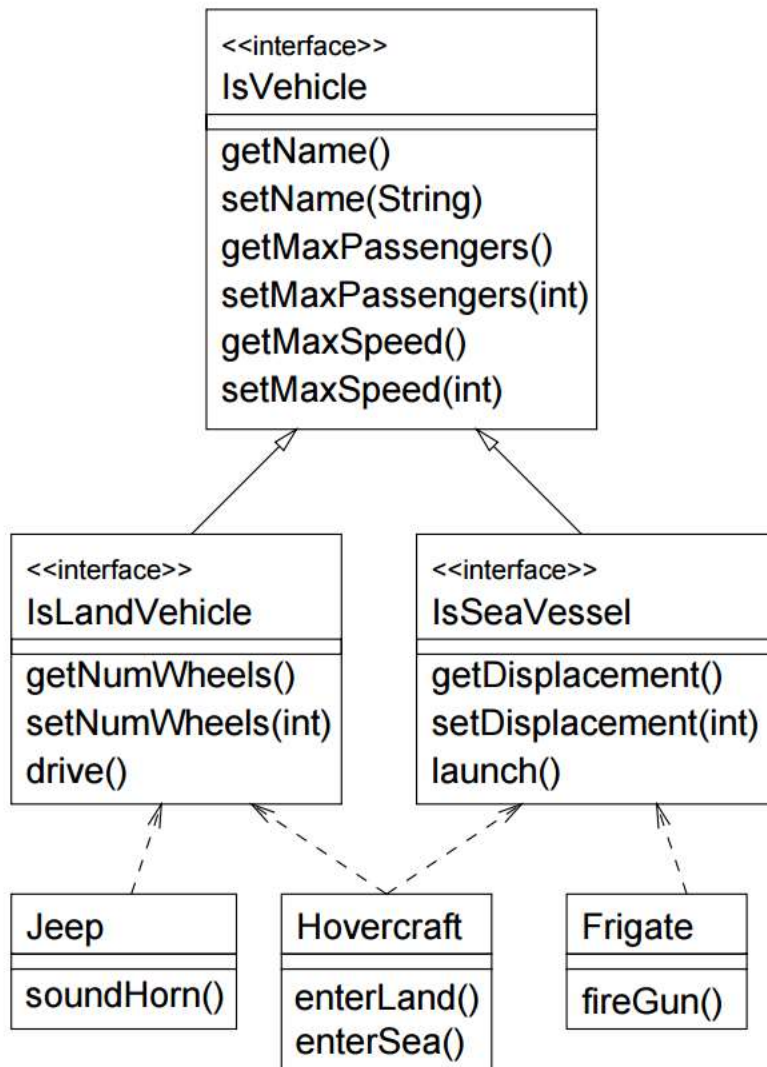 <<interface>>
IsVehicle
getName()
setName(String)
getMaxPassengers()
setMaxPassengers(int)
getMaxSpeed()
setMaxSpeed(int)
<<interface>>
IsLandVehicle
getNumWheels()
setNumWheels(int)
drive()
<<interface>>
IsSeaVessel
getDisplacement()
setDisplacement(int)
launch()
Jeep
soundHorn()
Hovercraft
enterLand()
enterSea()
Frigate
fireGun()